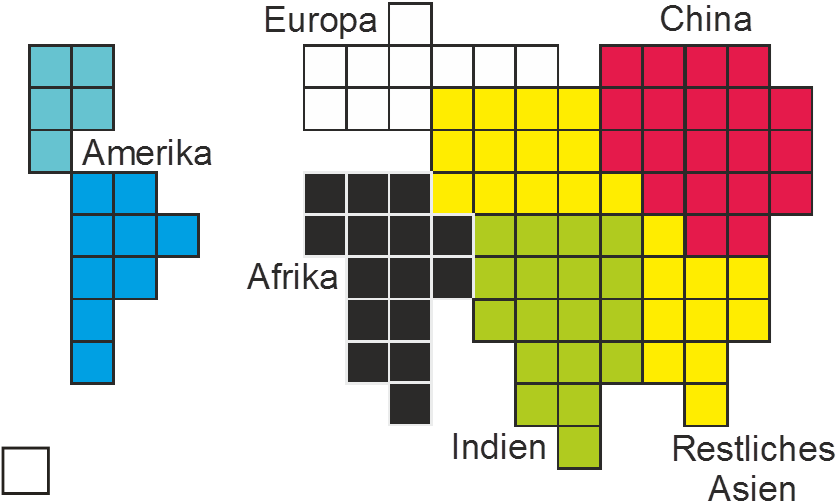 Europa
China
Amerika
Afrika
Indien
Restliches
Asien